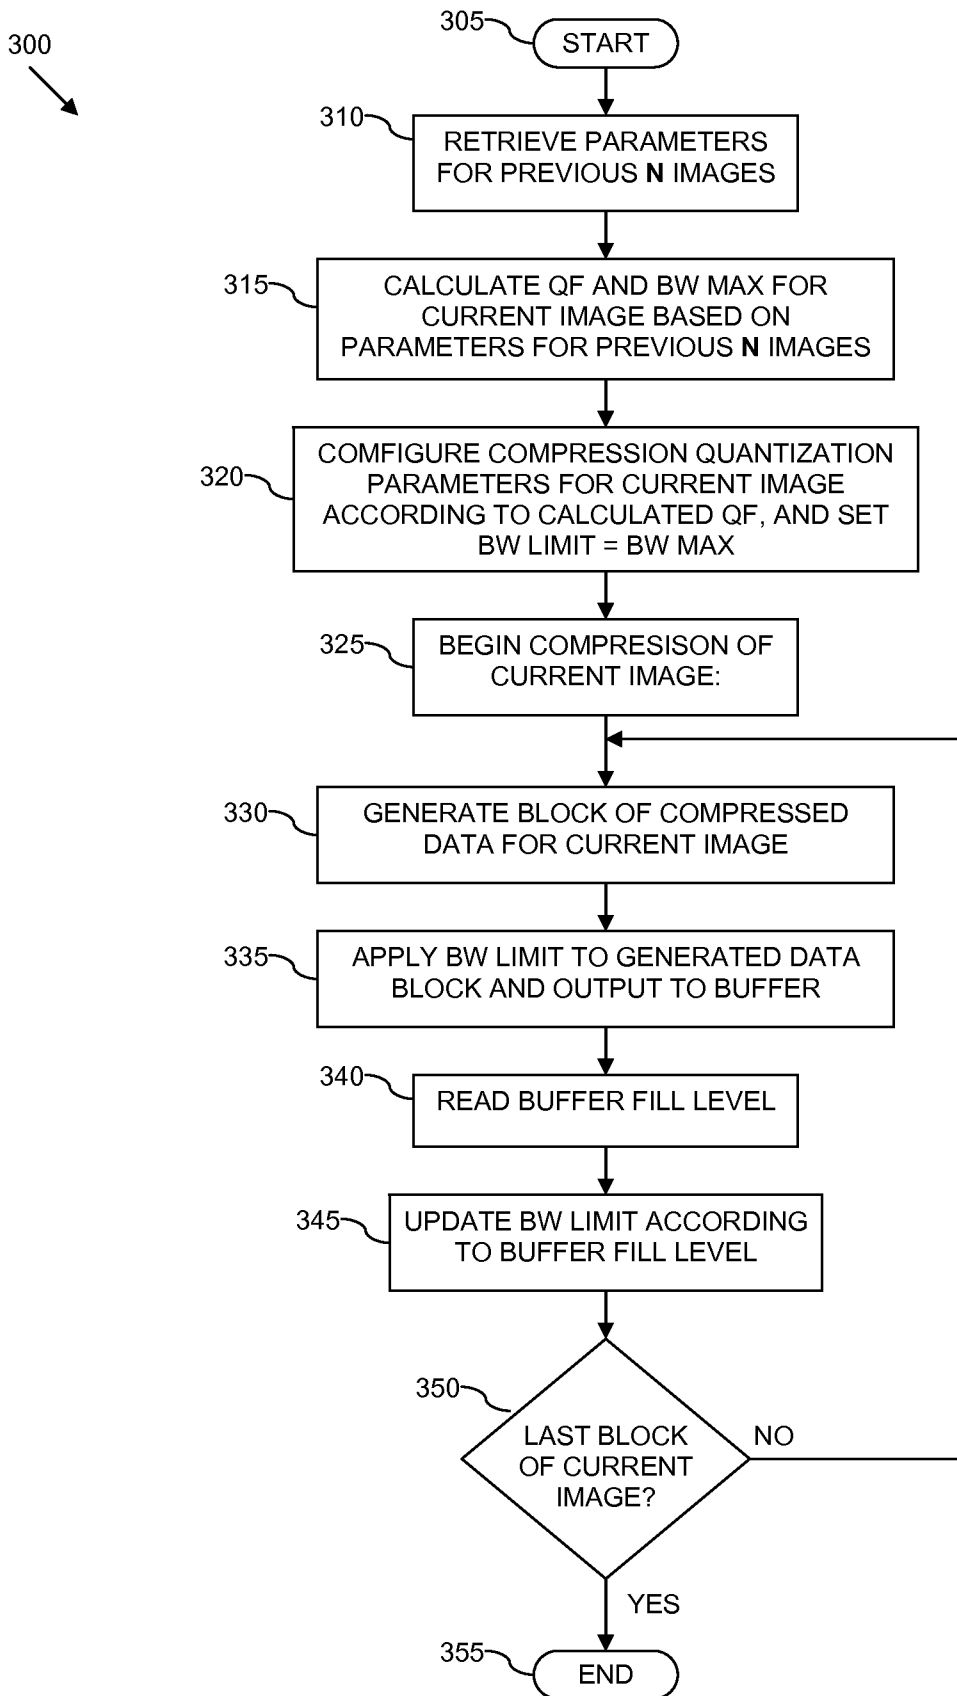 300
305
START
310
RETRIEVE PARAMETERS
FOR PREVIOUS N IMAGES
315
CALCULATE QF AND BW MAX FOR
CURRENT IMAGE BASED ON
PARAMETERS FOR PREVIOUS N IMAGES
320
COMFIGURE COMPRESSION QUANTIZATION
PARAMETERS FOR CURRENT IMAGE
ACCORDING TO CALCULATED QF, AND SET
BW LIMIT = BW MAX
325
BEGIN COMPRESISON OF
CURRENT IMAGE:
330
GENERATE BLOCK OF COMPRESSED
DATA FOR CURRENT IMAGE
335
APPLY BW LIMIT TO GENERATED DATA
BLOCK AND OUTPUT TO BUFFER
340
READ BUFFER FILL LEVEL
345
UPDATE BW LIMIT ACCORDING
TO BUFFER FILL LEVEL
350
LAST BLOCK
OF CURRENT
IMAGE?
NO
YES
355
END